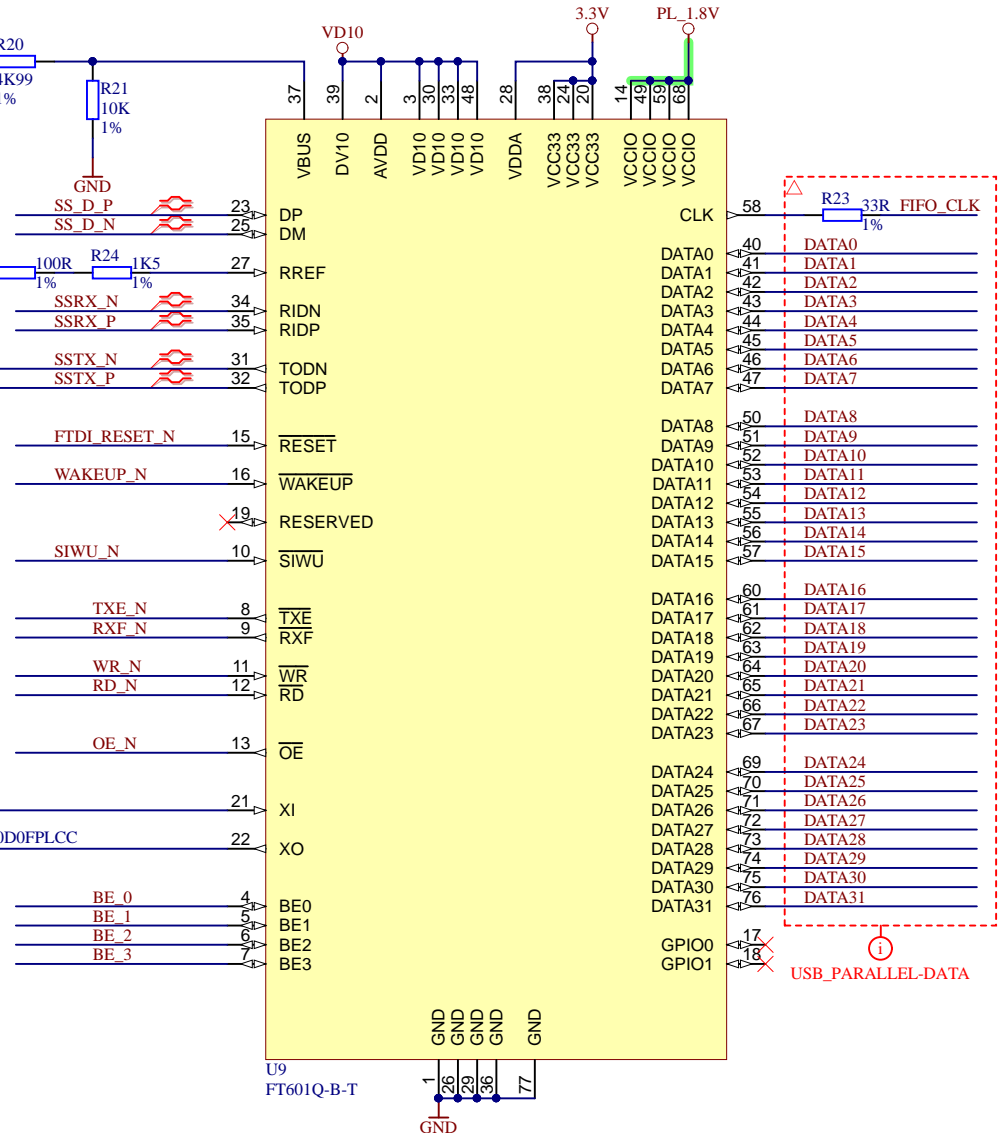 3.3V
PL_1.8V
VD10
R20
4K99
1%
R21
10K
1%
GND
37
39
2
3
30
33
48
28
38
24
20
14
49
59
68
VBUS
DV10
AVDD
VD10
VD10
VD10
VD10
VDDA
VCC33
VCC33
VCC33
VCCIO
VCCIO
VCCIO
VCCIO
SS_D_P 23 DP
SS_D_N 25 DM
100R
1%
R24
1K5
1%
27 RREF
SSRX_N 34 RIDN
SSRX_P 35 RIDP
SSTX_N 31 TODN
SSTX_P 32 TODP
FTDI_RESET_N 15 RESET
WAKEUP_N 16 WAKEUP
19 RESERVED
SIWU_N 10 SIWU
TXE_N 8 TXE
RXF_N 9 RXF
WR_N 11 WR
RD_N 12 RD
OE_N 13 OE
21 XI
0D0FPLCC 22 XO
BE_0 4 BE0
BE_1 5 BE1
BE_2 6 BE2
BE_3 7 BE3
CLK 58 R23 33R FIFO_CLK
1%
DATA0 40 DATA0
DATA1 41 DATA1
DATA2 42 DATA2
DATA3 43 DATA3
DATA4 44 DATA4
DATA5 45 DATA5
DATA6 46 DATA6
DATA7 47 DATA7
DATA8 50 DATA8
DATA9 51 DATA9
DATA10 52 DATA10
DATA11 53 DATA11
DATA12 54 DATA12
DATA13 55 DATA13
DATA14 56 DATA14
DATA15 57 DATA15
DATA16 60 DATA16
DATA17 61 DATA17
DATA18 62 DATA18
DATA19 63 DATA19
DATA20 64 DATA20
DATA21 65 DATA21
DATA22 66 DATA22
DATA23 67 DATA23
DATA24 69 DATA24
DATA25 70 DATA25
DATA26 71 DATA26
DATA27 72 DATA27
DATA28 73 DATA28
DATA29 74 DATA29
DATA30 75 DATA30
DATA31 76 DATA31
GPIO0 17
GPIO1 18
i
USB_PARALLEL-DATA
GND
GND
GND
GND
GND
1
26
29
36
77
U9
FT601Q-B-T
GND